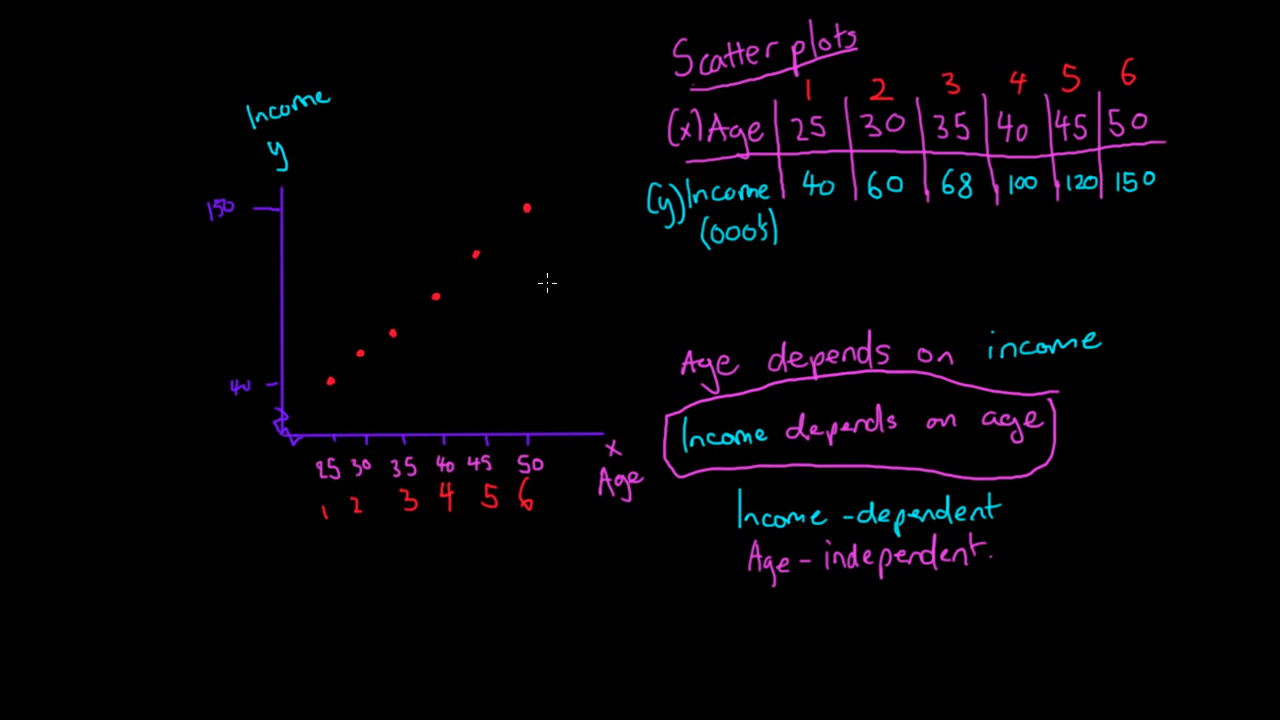 Scatter plots
1 2 3 4 5 6
(x) Age 25 30 35 40 45 50
(y) Income 40 60 68 100 120 150
(000's)
Income
y
150
40
25 30 35 40 45 50 x
1 2 3 4 5 6 Age
Age depends on income
Income depends on age
Income - dependent
Age - independent.